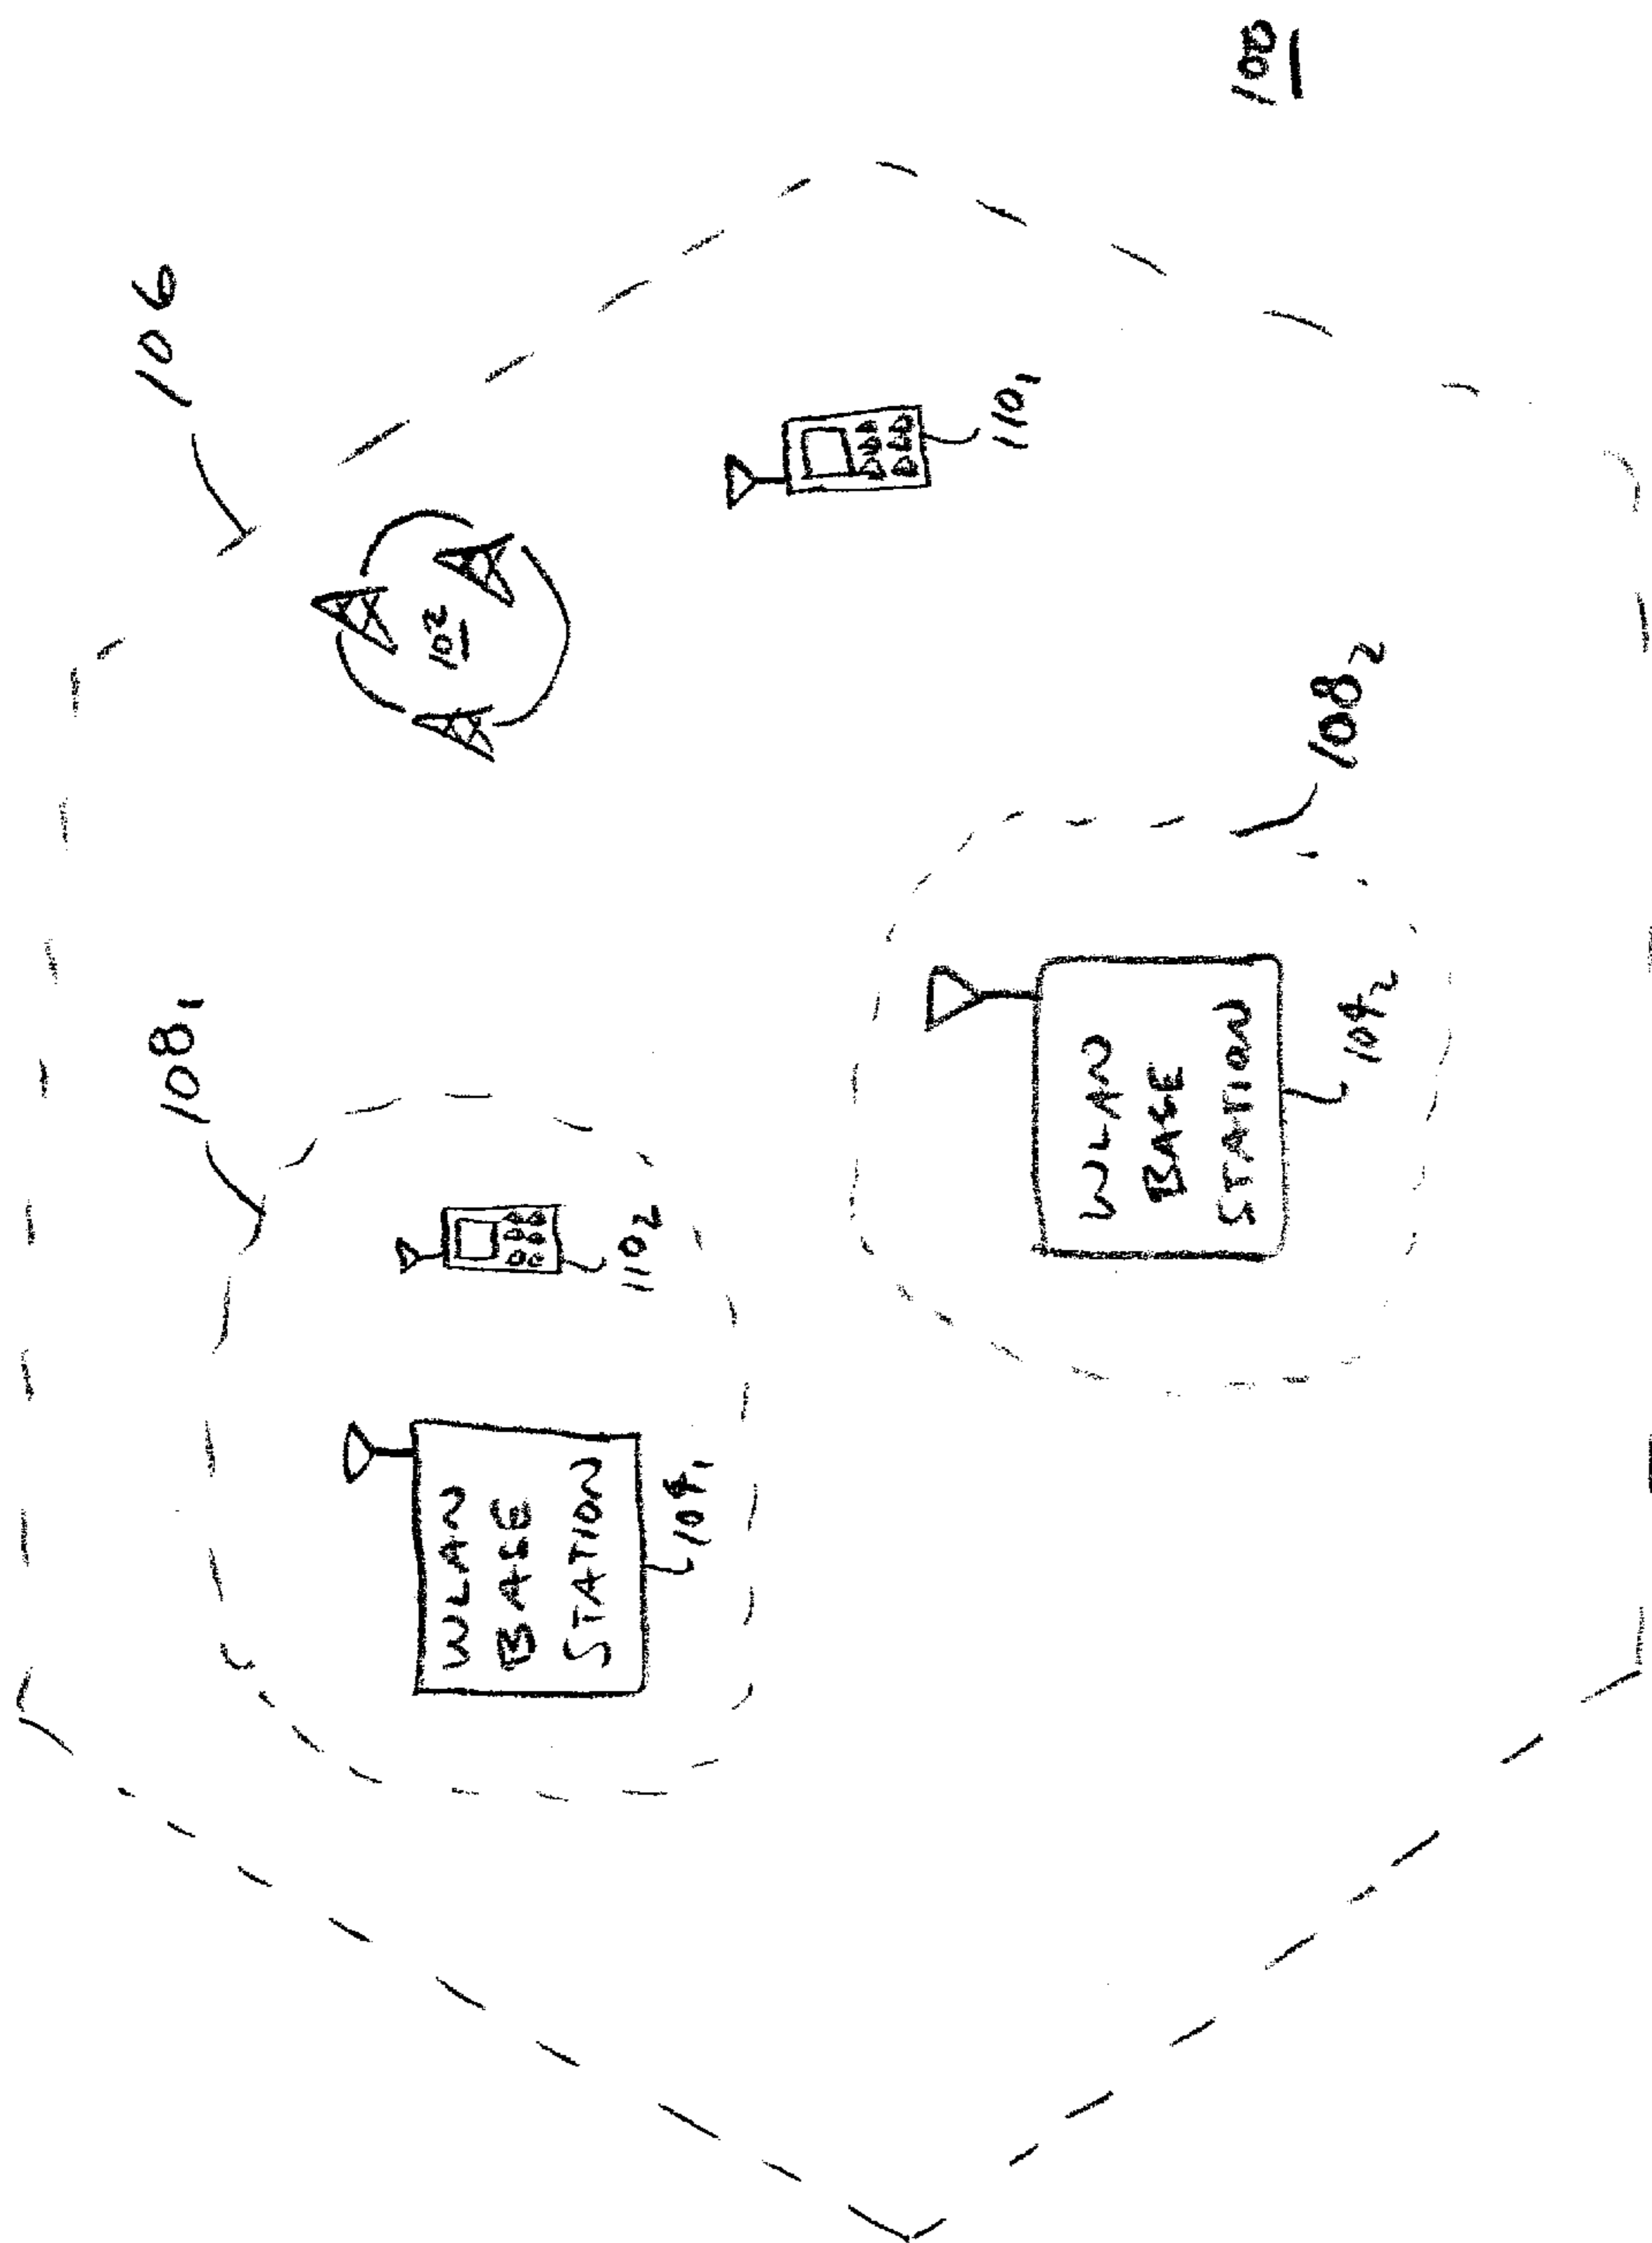 108₁
106
102
WLAN
BASE
STATION
110₂
104₁
110₁
WLAN
BASE
STATION
104₂
108₂
100